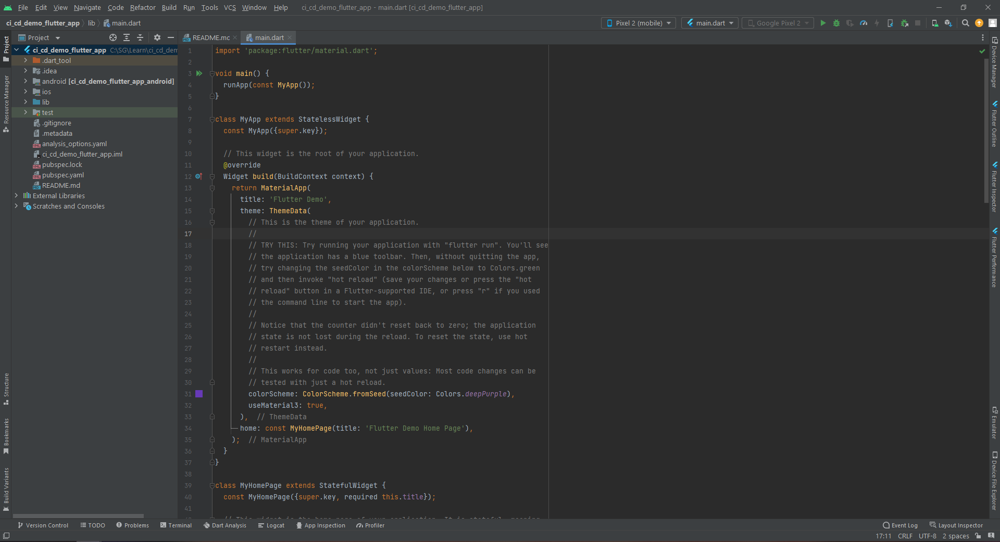 File Edit View Navigate Code Refactor Build Run Tools VCS Window Help ci_cd_demo_flutter_app - main.dart [ci_cd_demo_flutter_app]
ci_cd_demo_flutter_app lib main.dart Pixel 2 (mobile) main.dart Google Pixel 2
Project
Resource Manager
Structure
Bookmarks
Build Variants
Project
ci_cd_demo_flutter_app C:\SG\Learn\ci_cd_dem
.dart_tool
.idea
android [ci_cd_demo_flutter_app_android]
ios
lib
test
.gitignore
.metadata
analysis_options.yaml
ci_cd_demo_flutter_app.iml
pubspec.lock
pubspec.yaml
README.md
External Libraries
Scratches and Consoles
README.mc main.dart
1 import 'package:flutter/material.dart';
2
3 void main() {
4 runApp(const MyApp());
5 }
6
7 class MyApp extends StatelessWidget {
8 const MyApp({super.key});
9
10 // This widget is the root of your application.
11 @override
12 Widget build(BuildContext context) {
13 return MaterialApp(
14 title: 'Flutter Demo',
15 theme: ThemeData(
16 // This is the theme of your application.
17 //
18 // TRY THIS: Try running your application with "flutter run". You'll see
19 // the application has a blue toolbar. Then, without quitting the app,
20 // try changing the seedColor in the colorScheme below to Colors.green
21 // and then invoke "hot reload" (save your changes or press the "hot
22 // reload" button in a Flutter-supported IDE, or press "r" if you used
23 // the command line to start the app).
24 //
25 // Notice that the counter didn't reset back to zero; the application
26 // state is not lost during the reload. To reset the state, use hot
27 // restart instead.
28 //
29 // This works for code too, not just values: Most code changes can be
30 // tested with just a hot reload.
31 colorScheme: ColorScheme.fromSeed(seedColor: Colors.deepPurple),
32 useMaterial3: true,
33 ), // ThemeData
34 home: const MyHomePage(title: 'Flutter Demo Home Page'),
35 ); // MaterialApp
36 }
37 }
38
39 class MyHomePage extends StatefulWidget {
40 const MyHomePage({super.key, required this.title});
41
Device Manager
Flutter Outline
Flutter Inspector
Flutter Performance
Emulator
Device File Explorer
Version Control TODO Problems Terminal Dart Analysis Logcat App Inspection Profiler Event Log Layout Inspector
17:11 CRLF UTF-8 2 spaces